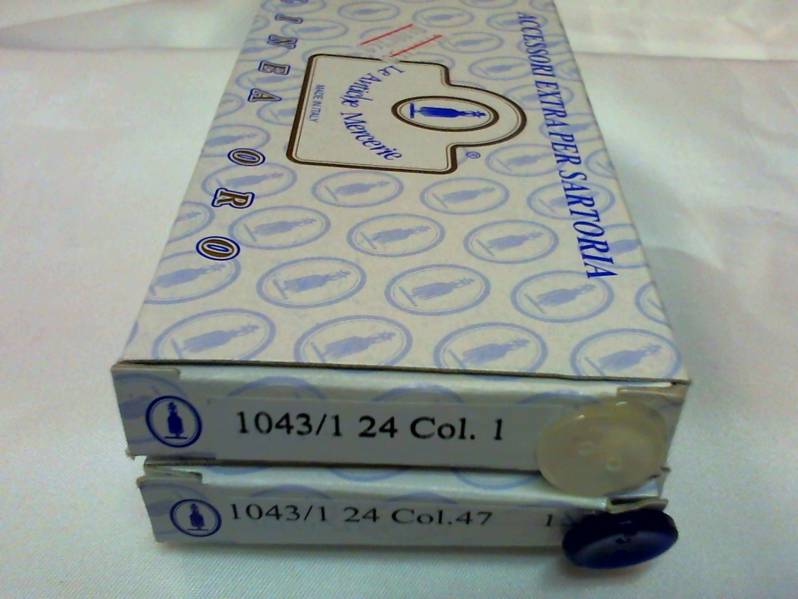 LINEA ORO
Le Antiche Mercerie
®
MADE IN ITALY
ACCESSORI EXTRA PER SARTORIA
1043/1 24 Col. 1
1043/1 24 Col.47